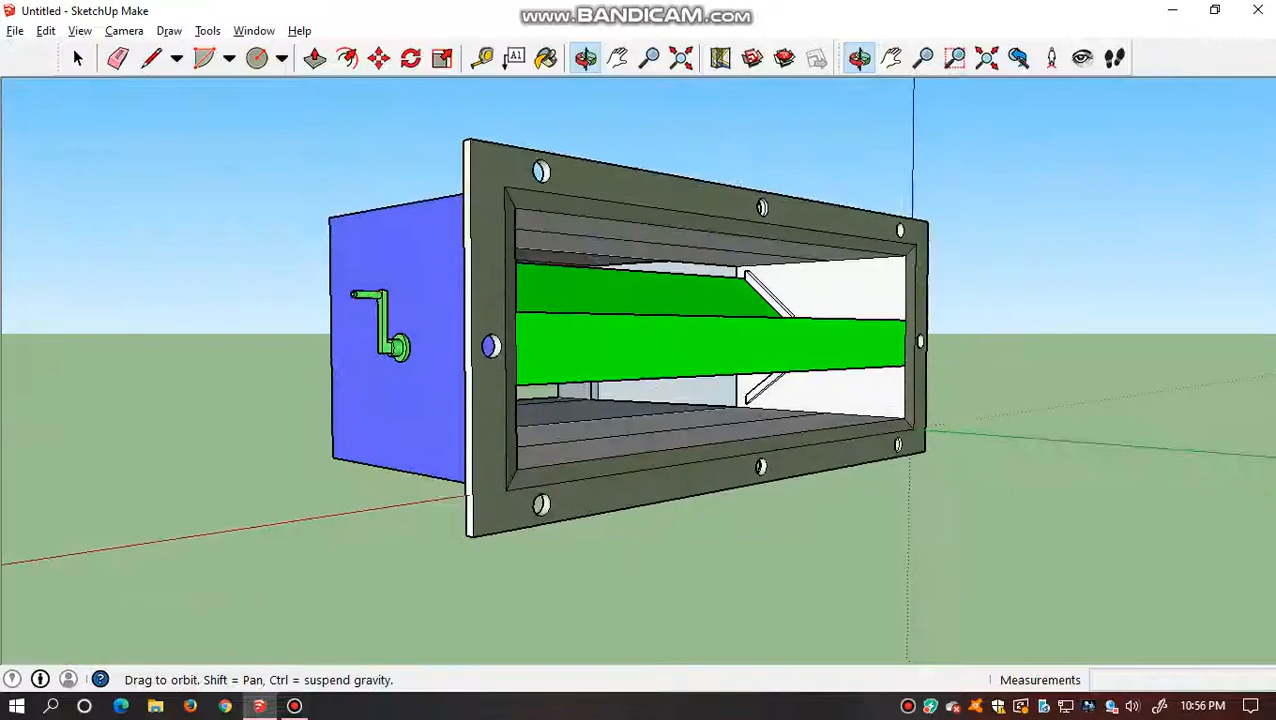 Untitled - SketchUp Make
www.BANDICAM.com
File Edit View Camera Draw Tools Window Help
A1
Drag to orbit. Shift = Pan, Ctrl = suspend gravity.
Measurements
10:56 PM